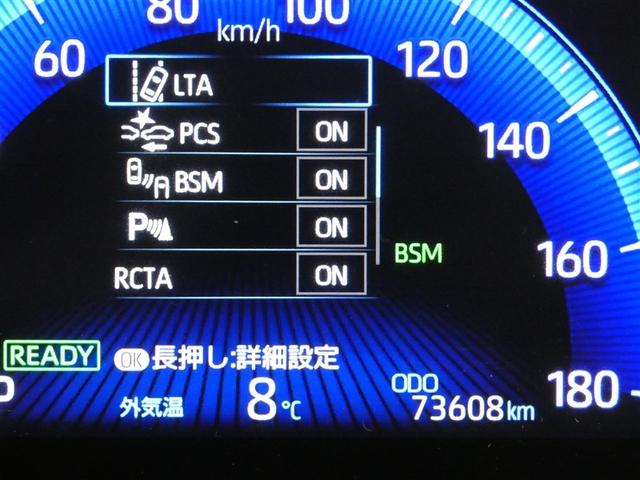 80 100
km/h
60 120
LTA
PCS ON
140
BSM ON
P ON
BSM
160
RCTA ON
READY OK 長押し:詳細設定
P
外気温 8℃
ODO
73608km
180